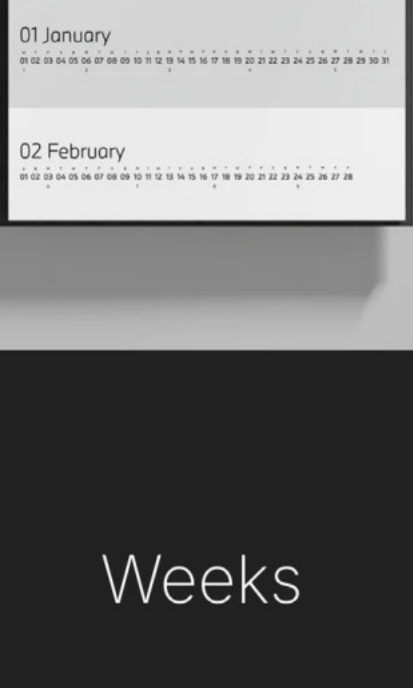 01 January
01 02 03 04 05 06 07 08 09 10 11 12 13 14 15 16 17 18 19 20 21 22 23 24 25 26 27 28 29 30 31
02 February
01 02 03 04 05 06 07 08 09 10 11 12 13 14 15 16 17 18 19 20 21 22 23 24 25 26 27 28
Weeks